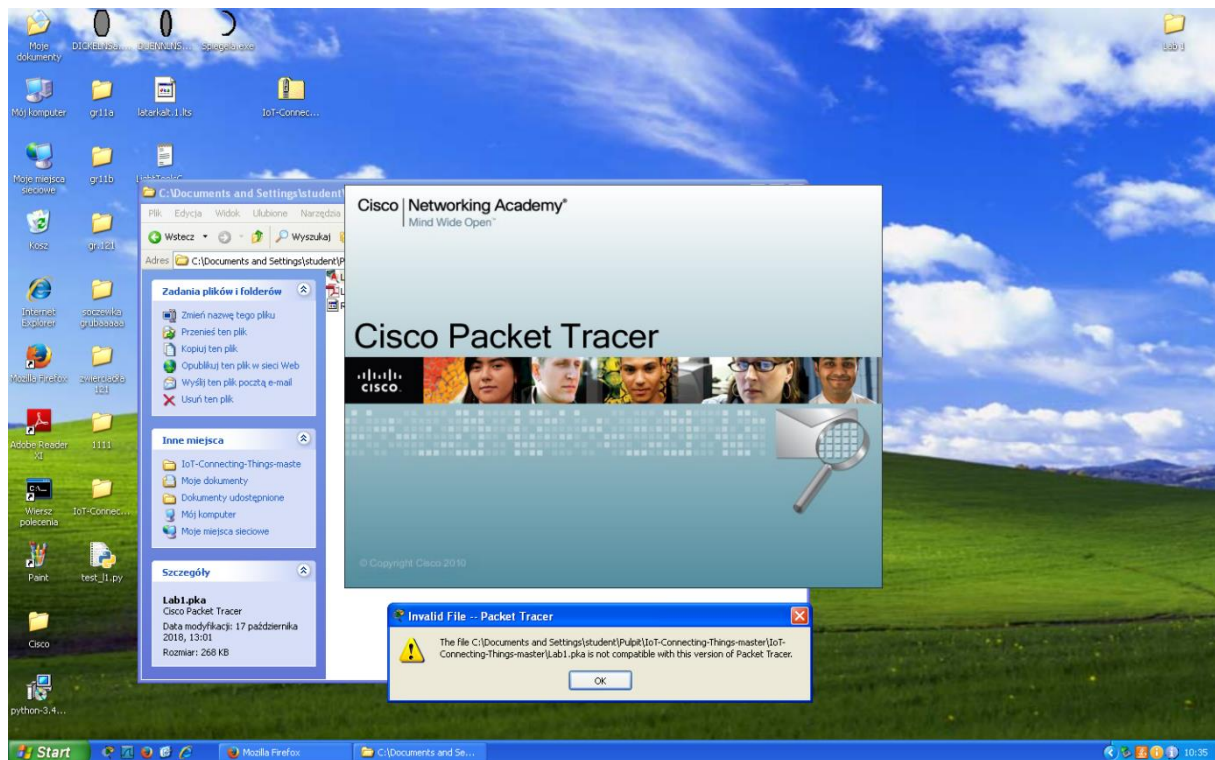 Moje
dokumenty
Mój komputer
gr11a
latarkalt.1.lts
IoT-Connec...
Lab 1
Moje miejsca
sieciowe
gr11b
Kosz
gr.121
Internet
Explorer
soczewka
grubaaaaa
Mozilla Firefox
zwierciadła
121
Adobe Reader
XI
1111
Wiersz
polecenia
IoT-Connec...
Paint
test_l1.py
Cisco
python-3.4...
C:\Documents and Settings\student\
Plik Edycja Widok Ulubione Narzędzia
Wstecz Wyszukaj
Adres C:\Documents and Settings\student\P
Zadania plików i folderów
Zmień nazwę tego pliku
Przenieś ten plik
Kopiuj ten plik
Opublikuj ten plik w sieci Web
Wyślij ten plik pocztą e-mail
Usuń ten plik
Inne miejsca
IoT-Connecting-Things-maste
Moje dokumenty
Dokumenty udostępnione
Mój komputer
Moje miejsca sieciowe
Szczegóły
Lab1.pka
Cisco Packet Tracer
Data modyfikacji: 17 października
2018, 13:01
Rozmiar: 268 KB
Cisco | Networking Academy®
Mind Wide Open™
Cisco Packet Tracer
CISCO.
© Copyright Cisco 2010
Invalid File -- Packet Tracer
The file C:\Documents and Settings\student\Pulpit\IoT-Connecting-Things-master\IoT-
Connecting-Things-master\Lab1.pka is not compatible with this version of Packet Tracer.
OK
Start
Mozilla Firefox
C:\Documents and Se...
10:35